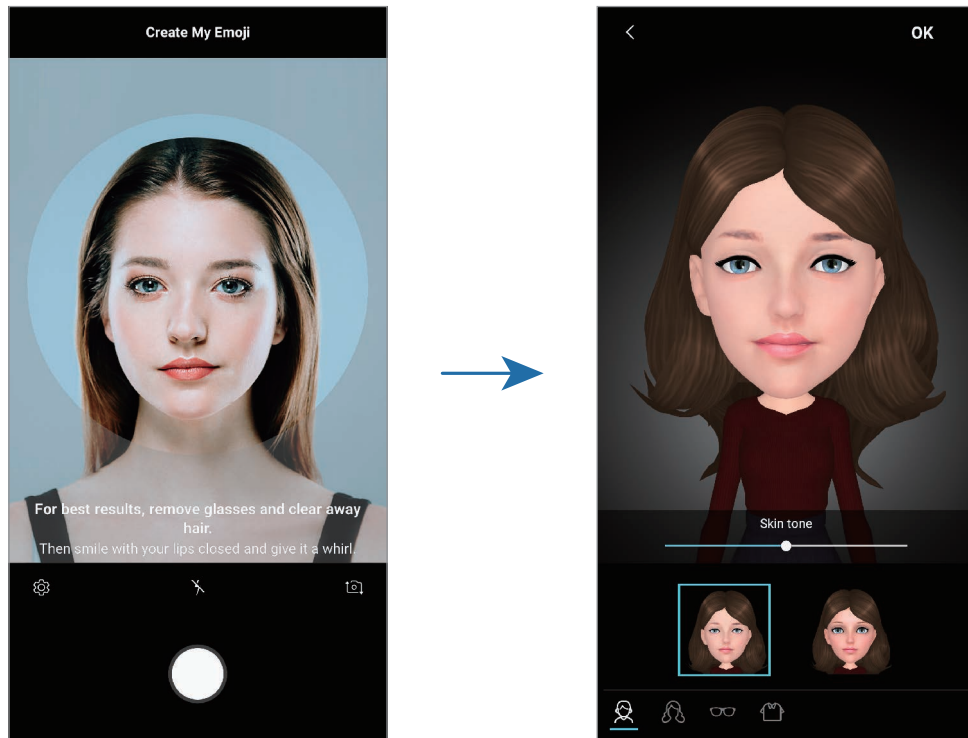 Create My Emoji
For best results, remove glasses and clear away
hair.
Then smile with your lips closed and give it a whirl.
OK
Skin tone